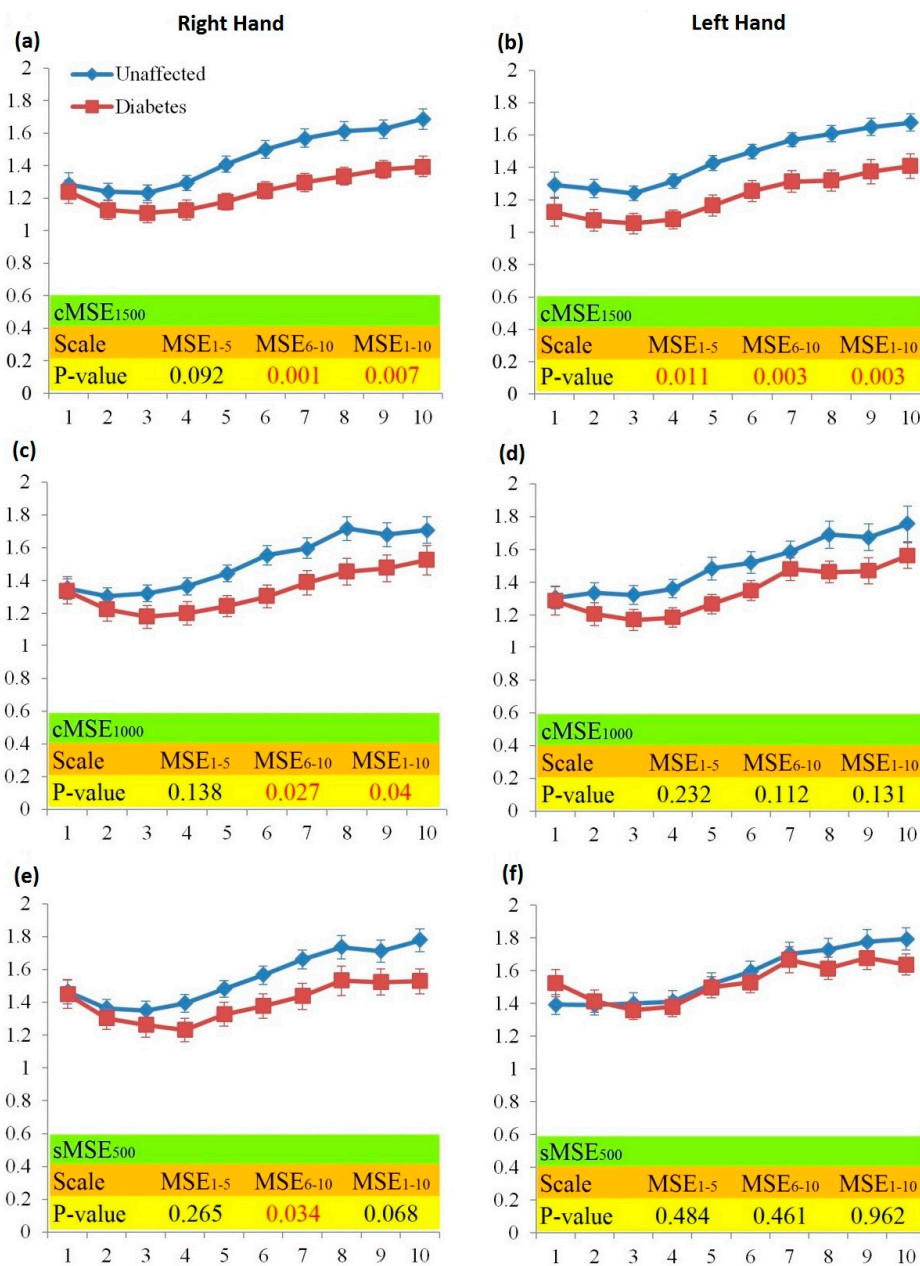 Right Hand
Left Hand
(a)
(b)
Unaffected
Diabetes
2
1.8
1.6
1.4
1.2
1
0.8
0.6
0.4
0.2
0
cMSE1500
Scale MSE1-5 MSE6-10 MSE1-10
P-value 0.092 0.001 0.007
1 2 3 4 5 6 7 8 9 10
2
1.8
1.6
1.4
1.2
1
0.8
0.6
0.4
0.2
0
cMSE1500
Scale MSE1-5 MSE6-10 MSE1-10
P-value 0.011 0.003 0.003
1 2 3 4 5 6 7 8 9 10
(c)
2
1.8
1.6
1.4
1.2
1
0.8
0.6
0.4
0.2
0
cMSE1000
Scale MSE1-5 MSE6-10 MSE1-10
P-value 0.138 0.027 0.04
1 2 3 4 5 6 7 8 9 10
(d)
2
1.8
1.6
1.4
1.2
1
0.8
0.6
0.4
0.2
0
cMSE1000
Scale MSE1-5 MSE6-10 MSE1-10
P-value 0.232 0.112 0.131
1 2 3 4 5 6 7 8 9 10
(e)
2
1.8
1.6
1.4
1.2
1
0.8
0.6
0.4
0.2
0
sMSE500
Scale MSE1-5 MSE6-10 MSE1-10
P-value 0.265 0.034 0.068
1 2 3 4 5 6 7 8 9 10
(f)
2
1.8
1.6
1.4
1.2
1
0.8
0.6
0.4
0.2
0
sMSE500
Scale MSE1-5 MSE6-10 MSE1-10
P-value 0.484 0.461 0.962
1 2 3 4 5 6 7 8 9 10